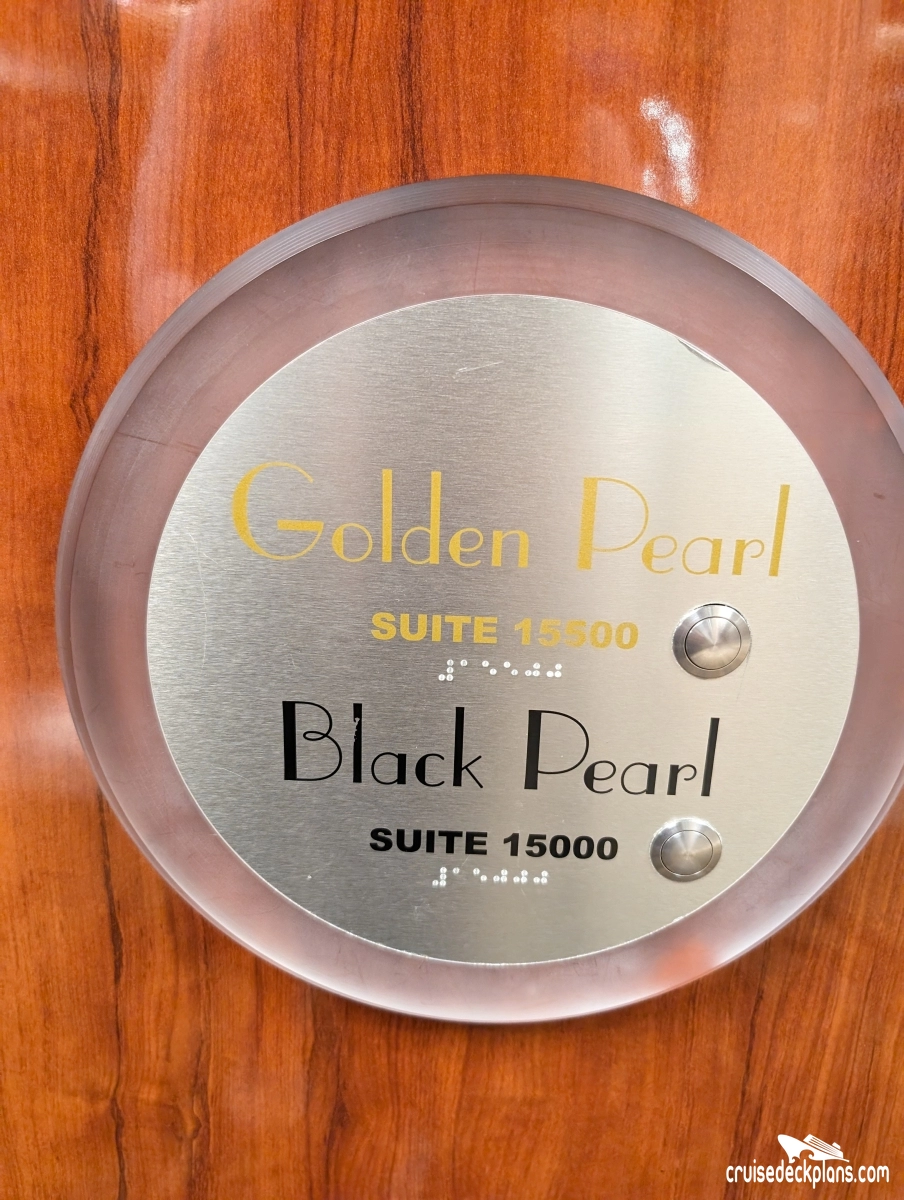 Golden Pearl
SUITE 15500
⠼⠁⠑⠑⠚⠚
Black Pearl
SUITE 15000
⠼⠁⠑⠚⠚⠚
cruisedeckplans.com